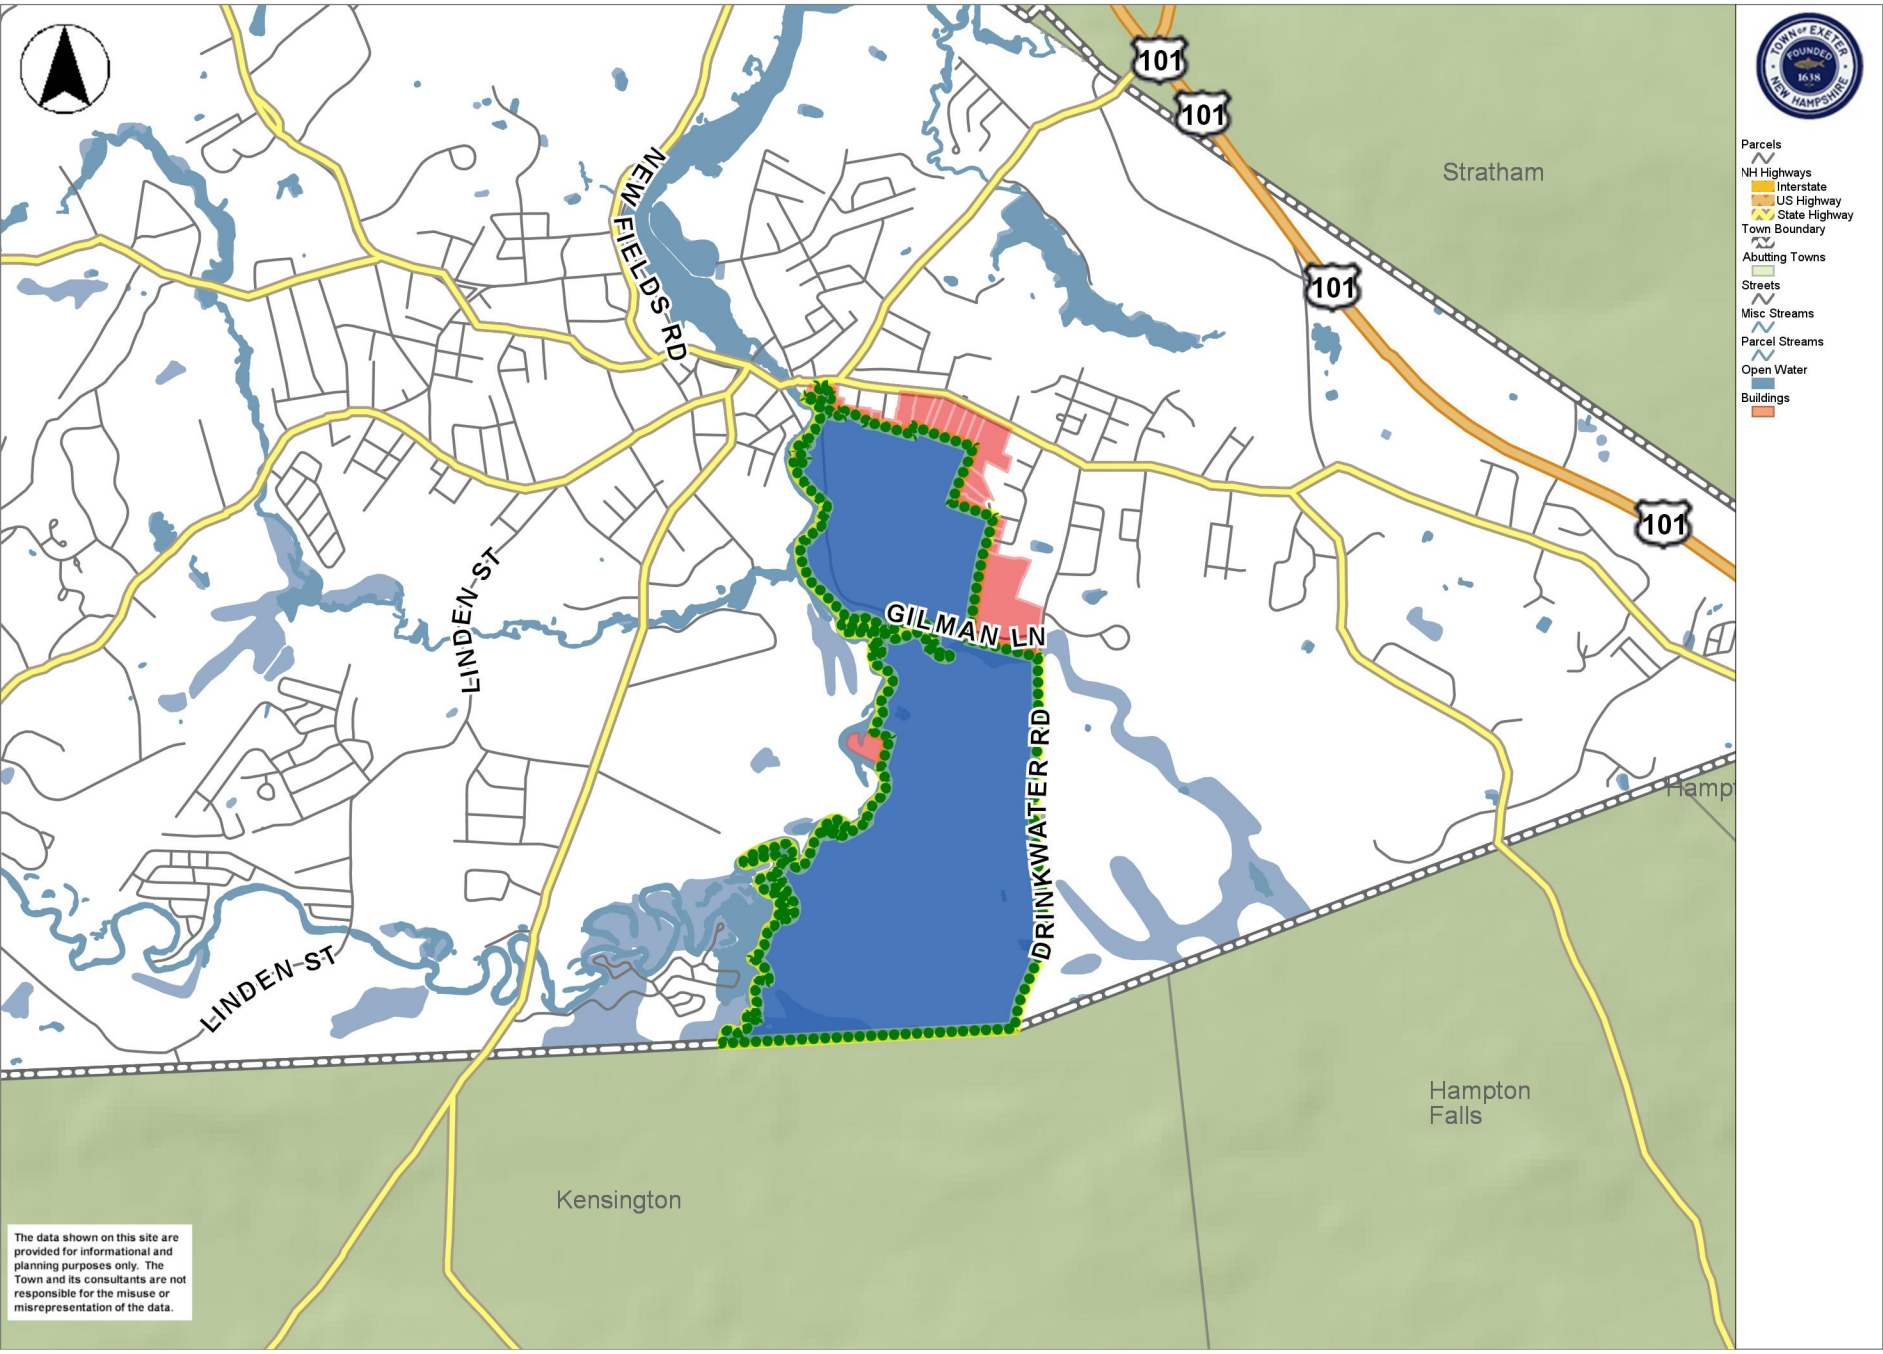 101
101
Stratham
101
101
NEW FIELDS RD
LINDEN ST
GILMAN LN
DRINKWATER RD
LINDEN ST
Hampt
Hampton
Falls
Kensington
The data shown on this site are
provided for informational and
planning purposes only. The
Town and its consultants are not
responsible for the misuse or
misrepresentation of the data.
TOWN OF EXETER
FOUNDED
1638
NEW HAMPSHIRE
Parcels
NH Highways
Interstate
US Highway
State Highway
Town Boundary
Abutting Towns
Streets
Misc Streams
Parcel Streams
Open Water
Buildings